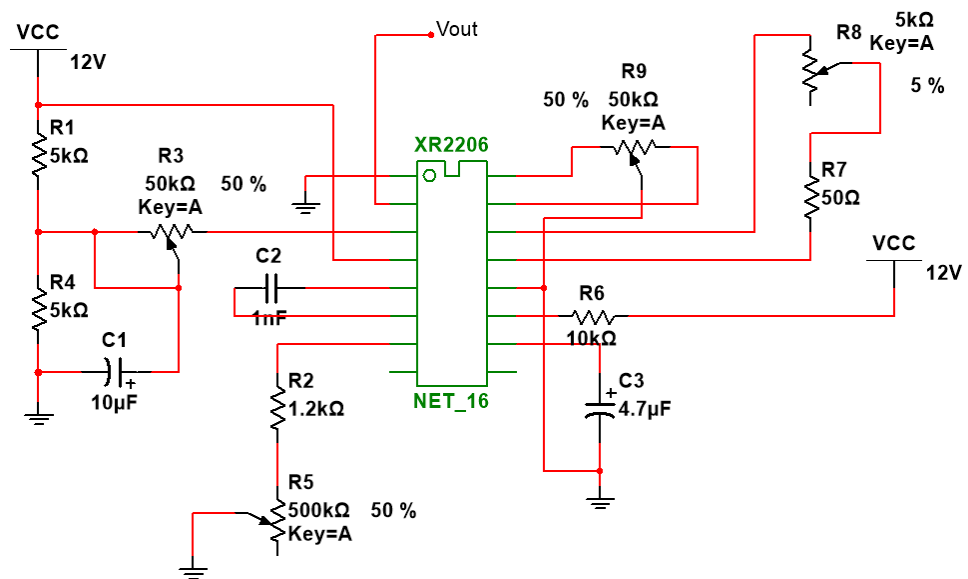 VCC
12V
R1
5kΩ
R3
50kΩ
50 %
Key=A
R4
5kΩ
C1
+
10µF
C2
1nF
R2
1.2kΩ
R5
500kΩ
50 %
Key=A
Vout
XR2206
NET_16
R9
50 %
50kΩ
Key=A
R8
5kΩ
Key=A
5 %
R7
50Ω
VCC
12V
R6
10kΩ
C3
+
4.7µF